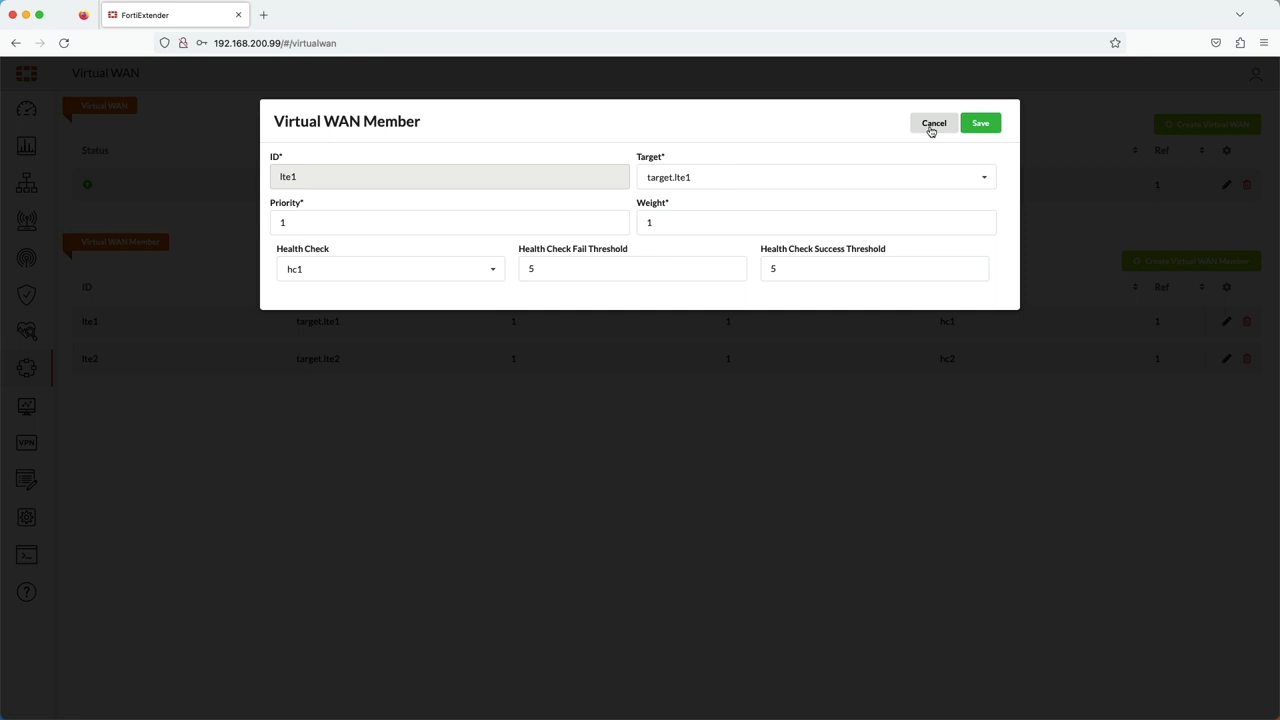 FortiExtender
192.168.200.99/#/virtualwan
Virtual WAN
Virtual WAN
Create Virtual WAN
Status
Ref
1
Virtual WAN Member
Cancel
Save
ID*
Target*
lte1
target.lte1
Priority*
Weight*
1
1
Health Check
Health Check Fail Threshold
Health Check Success Threshold
hc1
5
5
Virtual WAN Member
Create Virtual WAN Member
ID
Ref
lte1
target.lte1
1
1
hc1
1
lte2
target.lte2
1
1
hc2
1
VPN